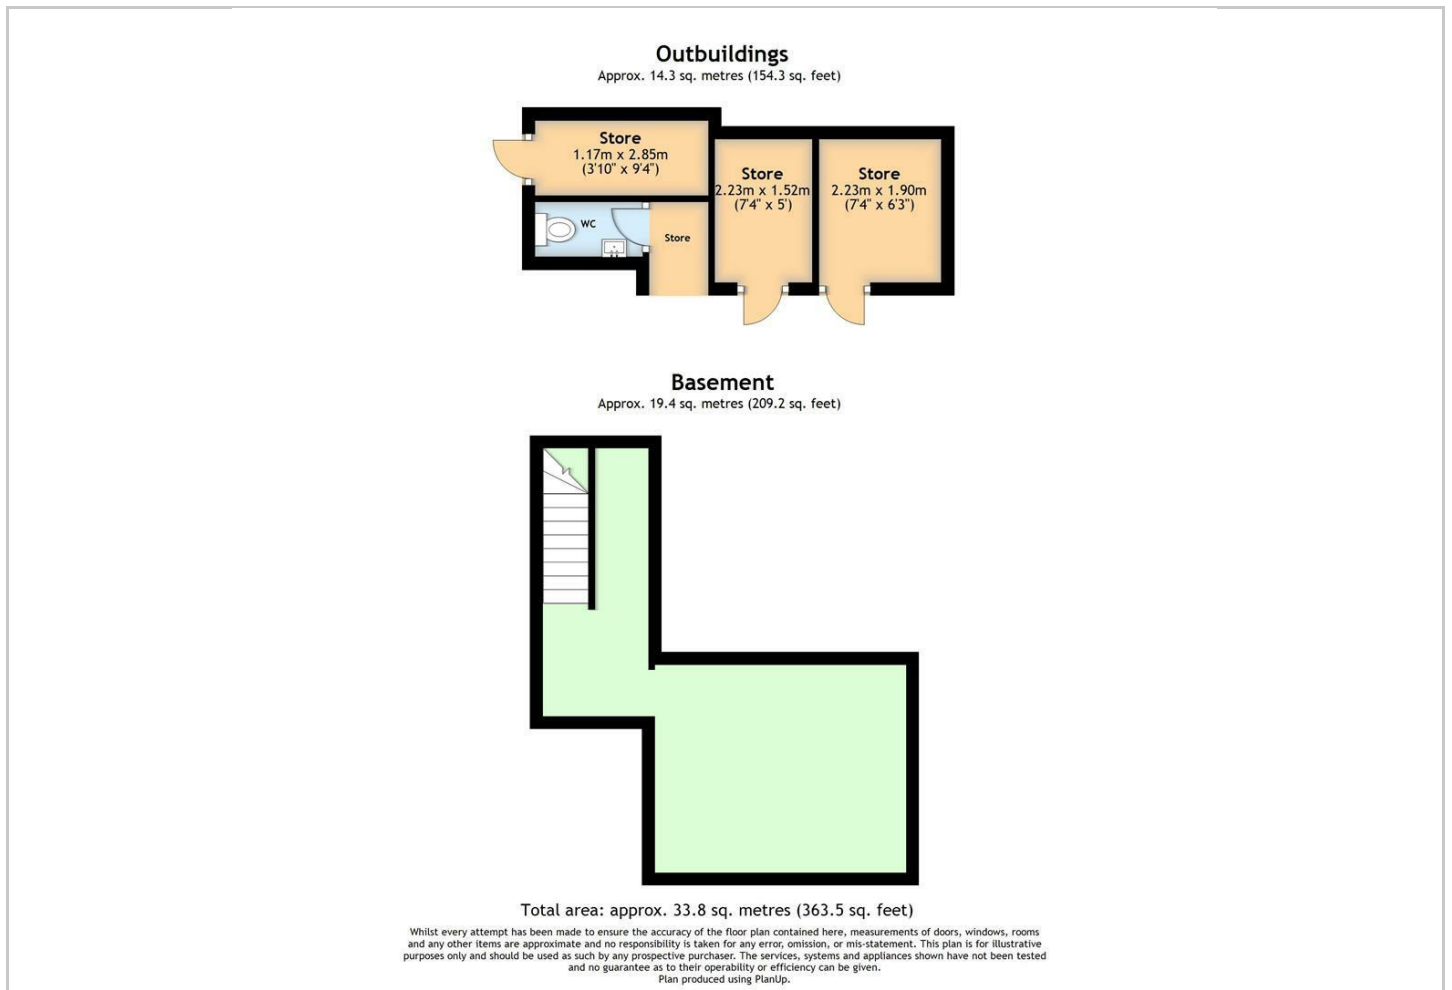 Outbuildings
Approx. 14.3 sq. metres (154.3 sq. feet)
Store
1.17m x 2.85m
(3'10" x 9'4")
Store
2.23m x 1.52m
(7'4" x 5')
Store
2.23m x 1.90m
(7'4" x 6'3")
WC
Store
Basement
Approx. 19.4 sq. metres (209.2 sq. feet)
Total area: approx. 33.8 sq. metres (363.5 sq. feet)
Whilst every attempt has been made to ensure the accuracy of the floor plan contained here, measurements of doors, windows, rooms
and any other items are approximate and no responsibility is taken for any error, omission, or mis-statement. This plan is for illustrative
purposes only and should be used as such by any prospective purchaser. The services, systems and appliances shown have not been tested
and no guarantee as to their operability or efficiency can be given.
Plan produced using PlanUp.